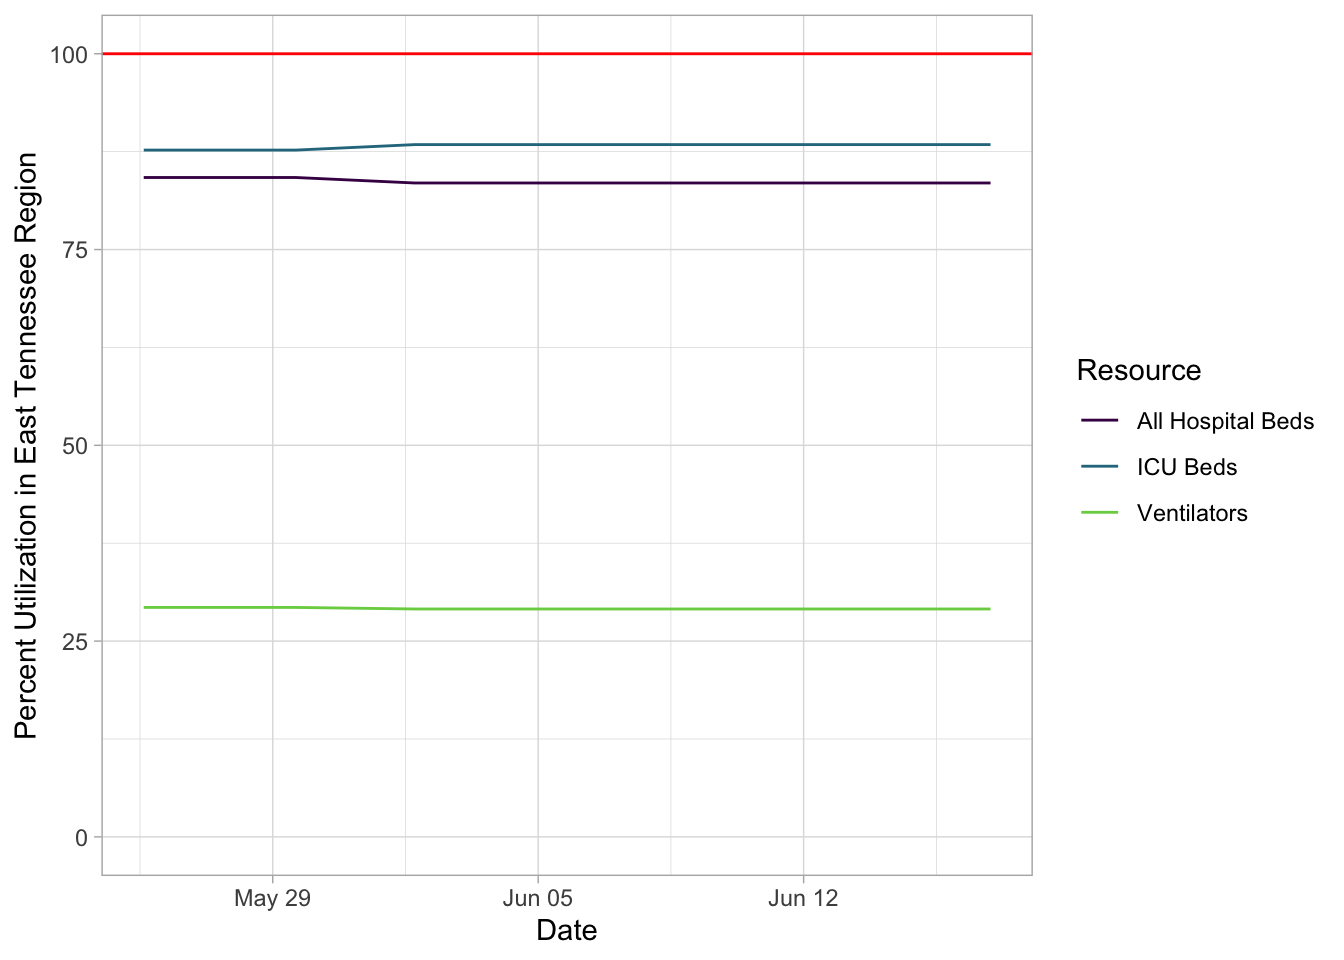 Percent Utilization in East Tennessee Region
100
75
50
25
0
May 29
Jun 05
Jun 12
Date
Resource
All Hospital Beds
ICU Beds
Ventilators